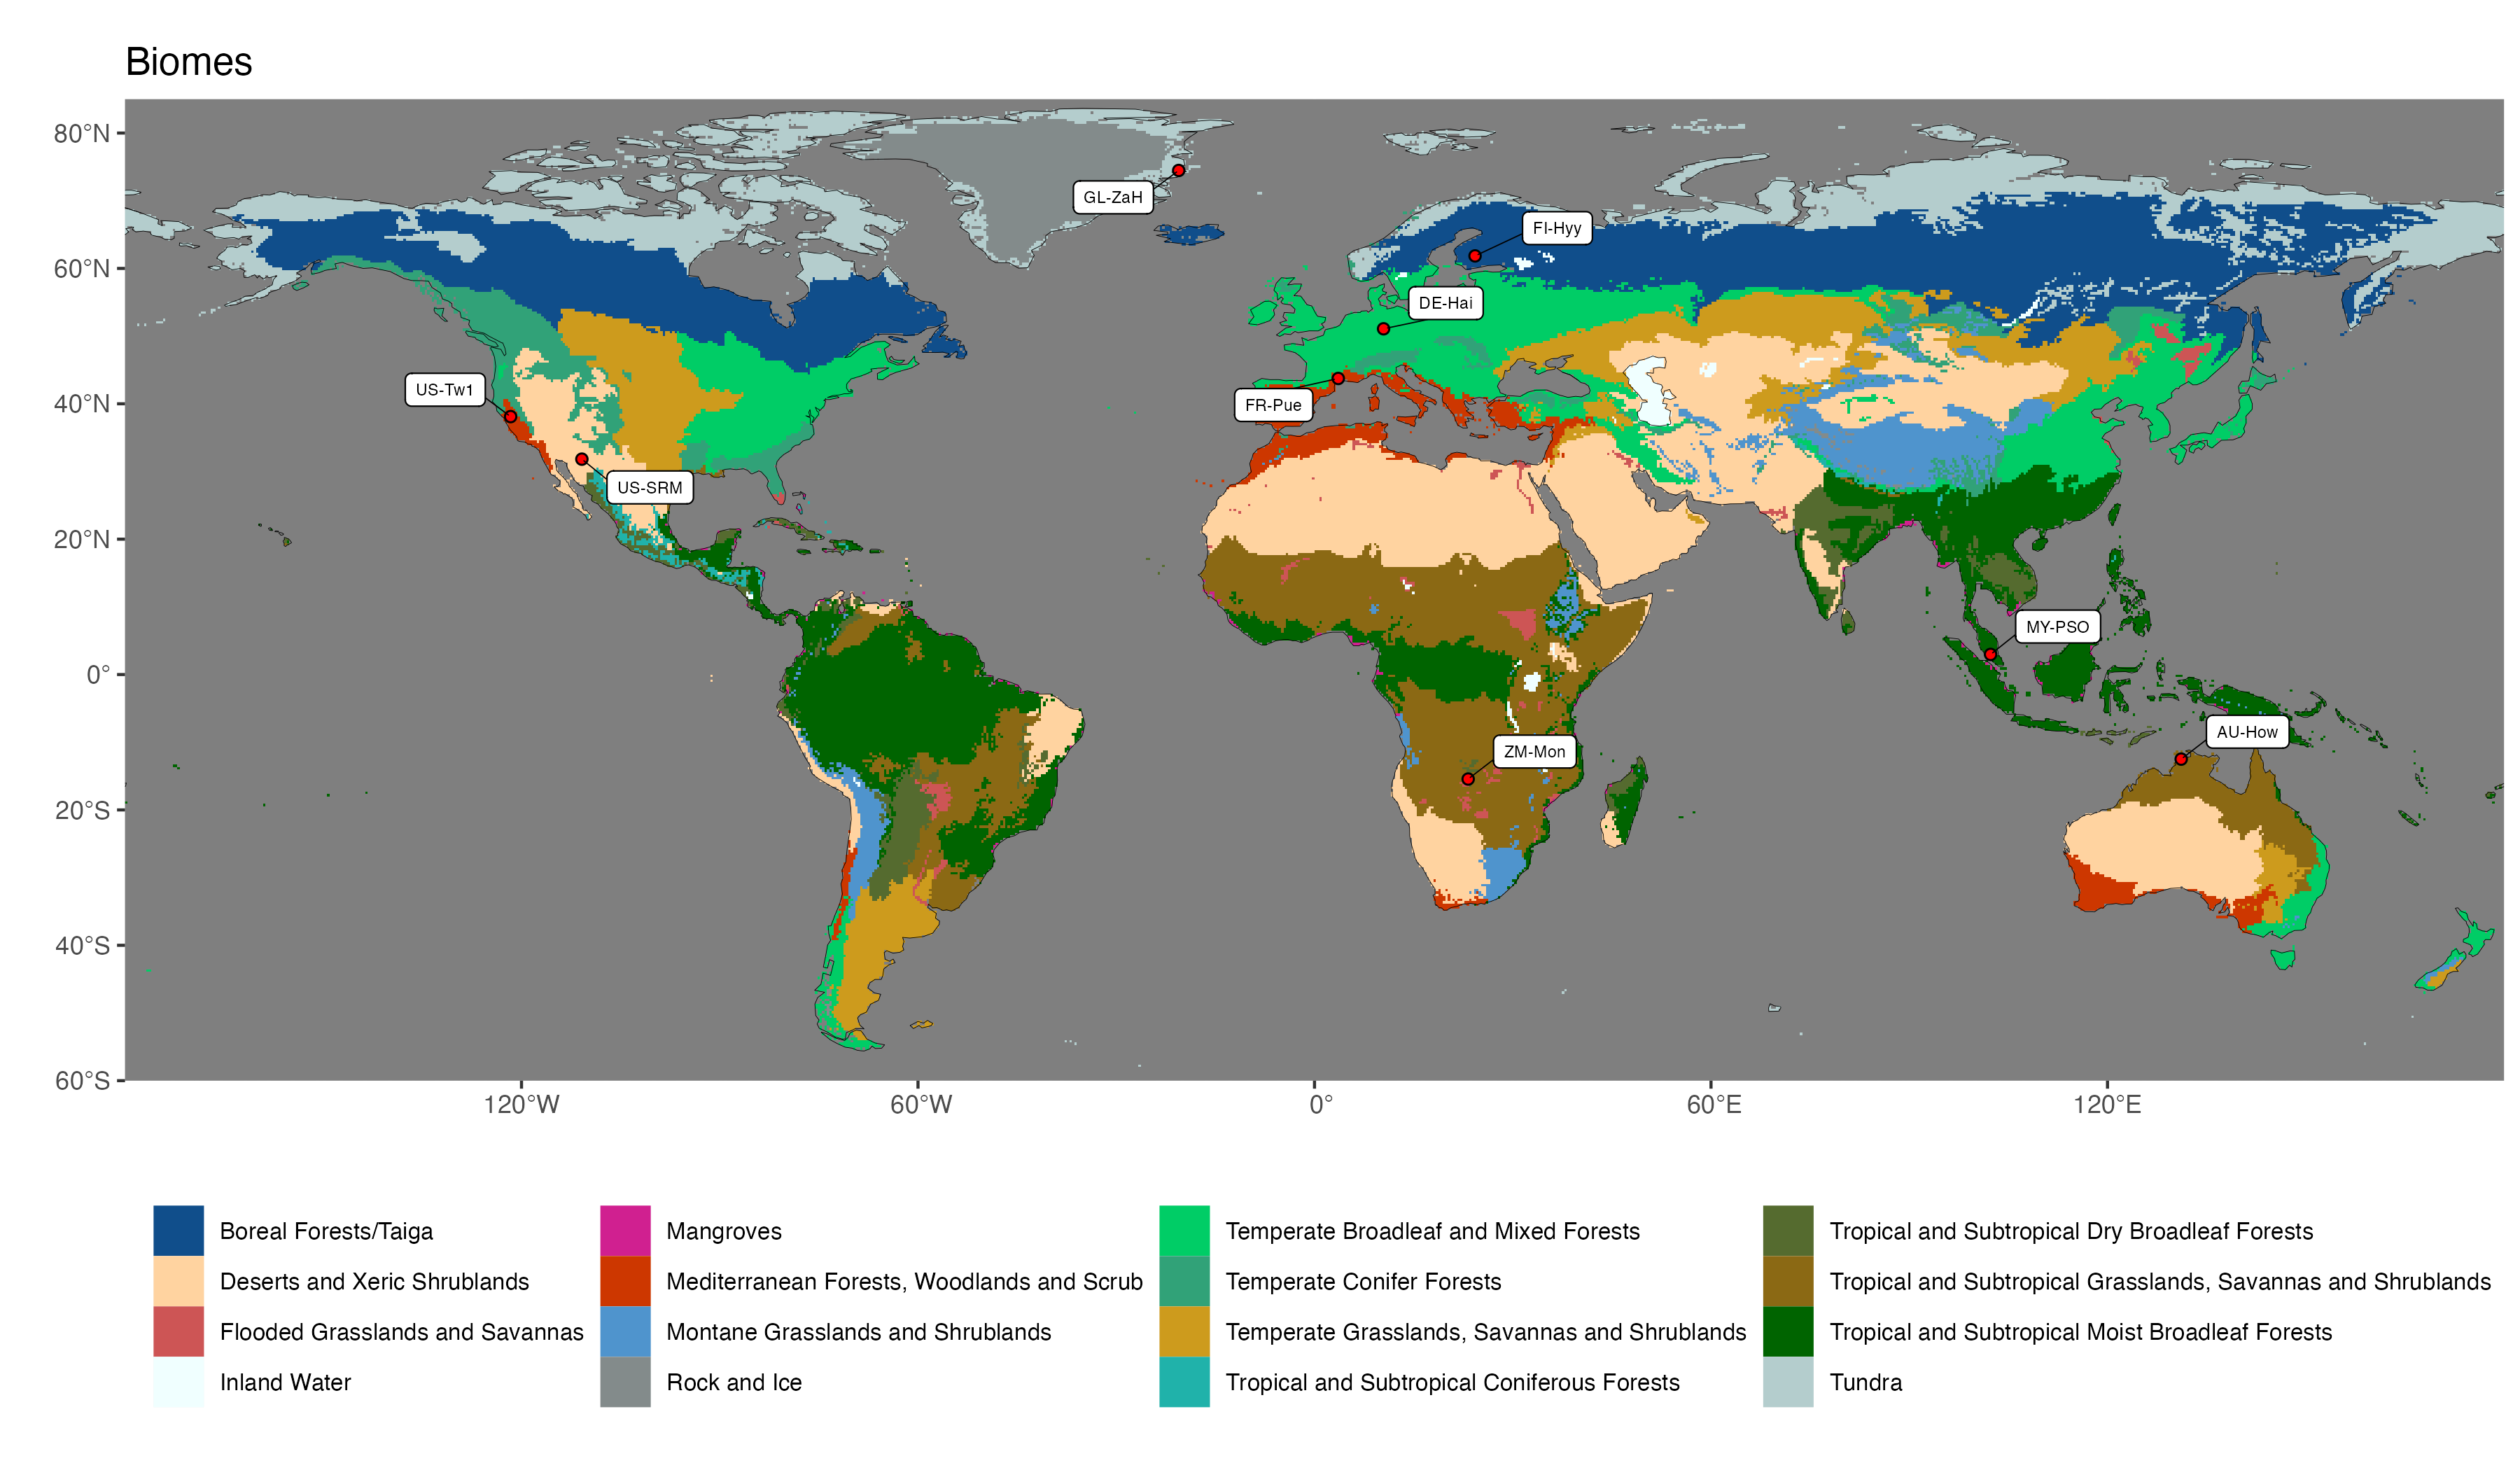 Biomes
80°N
60°N
40°N
20°N
0°
20°S
40°S
60°S
GL-ZaH
FI-Hyy
DE-Hai
US-Tw1
FR-Pue
US-SRM
MY-PSO
AU-How
ZM-Mon
120°W
60°W
0°
60°E
120°E
Boreal Forests/Taiga
Deserts and Xeric Shrublands
Flooded Grasslands and Savannas
Inland Water
Mangroves
Mediterranean Forests, Woodlands and Scrub
Montane Grasslands and Shrublands
Rock and Ice
Temperate Broadleaf and Mixed Forests
Temperate Conifer Forests
Temperate Grasslands, Savannas and Shrublands
Tropical and Subtropical Coniferous Forests
Tropical and Subtropical Dry Broadleaf Forests
Tropical and Subtropical Grasslands, Savannas and Shrublands
Tropical and Subtropical Moist Broadleaf Forests
Tundra